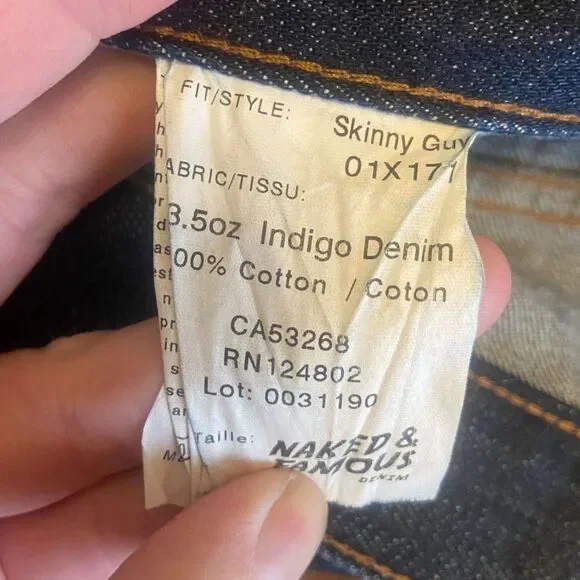 FIT/STYLE:
Skinny Guy
01X171
ABRIC/TISSU:
3.5oz Indigo Denim
00% Cotton / Coton
CA53268
RN124802
Lot: 0031190
Taille:
NAKED &
FAMOUS
DENIM